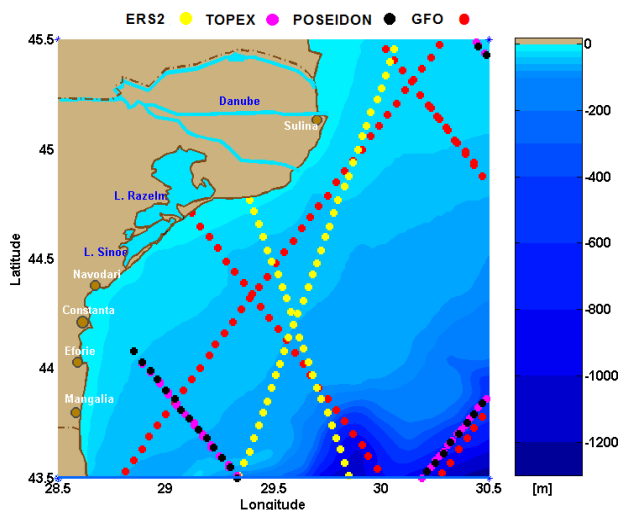 ERS2 TOPEX POSEIDON GFO
45.5
45
44.5
44
43.5
Latitude
28.5 29 29.5 30 30.5
Longitude
Danube
Sulina
L. Razelm
L. Sinoe
Navodari
Constanta
Eforie
Mangalia
0
-200
-400
-600
-800
-1000
-1200
[m]